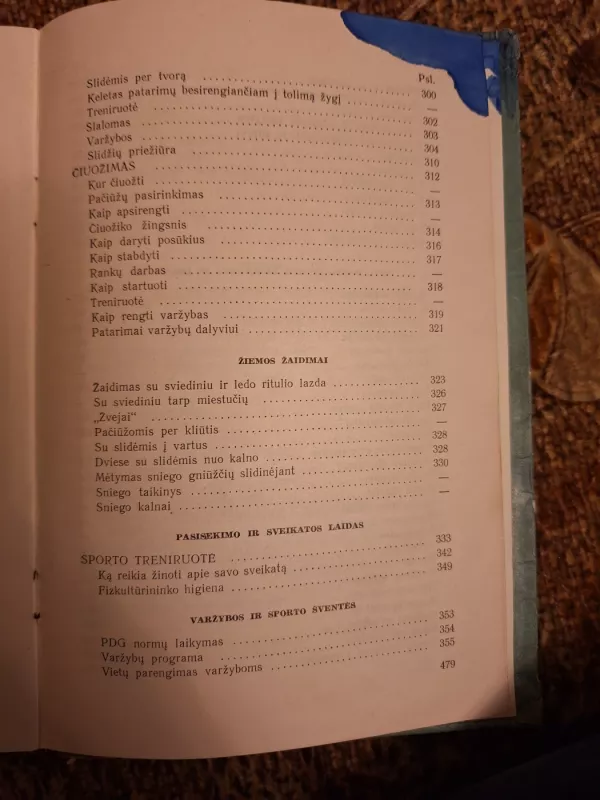 Psl.
Slidėmis per tvorą . . . . . . . . . . 300
Keletas patarimų besirengiančiam į tolimą žygį . . . . . . . . . . —
Treniruotė . . . . . . . . . . 302
Slalomas . . . . . . . . . . 303
Varžybos . . . . . . . . . . 304
Slidžių priežiūra . . . . . . . . . . 310
ČIUOŽIMAS . . . . . . . . . . 312
Kur čiuožti . . . . . . . . . . —
Pačiūžų pasirinkimas . . . . . . . . . . 313
Kaip apsirengti . . . . . . . . . . —
Čiuožiko žingsnis . . . . . . . . . . 314
Kaip daryti posūkius . . . . . . . . . . 316
Kaip stabdyti . . . . . . . . . . 317
Rankų darbas . . . . . . . . . . —
Kaip startuoti . . . . . . . . . . 318
Treniruotė . . . . . . . . . . —
Kaip rengti varžybas . . . . . . . . . . 319
Patarimai varžybų dalyviui . . . . . . . . . . 321
ŽIEMOS ŽAIDIMAI
Žaidimas su sviediniu ir ledo ritulio lazda . . . . . . . . . . 323
Su sviediniu tarp miestučių . . . . . . . . . . 326
„Žvejai“ . . . . . . . . . . 327
Pačiūžomis per kliūtis . . . . . . . . . . —
Su slidėmis į vartus . . . . . . . . . . 328
Dviese su slidėmis nuo kalno . . . . . . . . . . 328
Mėtymas sniego gniūžčių slidinėjant . . . . . . . . . . 330
Sniego taikinys . . . . . . . . . . —
Sniego kalnai . . . . . . . . . . —
PASISEKIMO IR SVEIKATOS LAIDAS
SPORTO TRENIRUOTĖ . . . . . . . . . . 333
Ką reikia žinoti apie savo sveikatą . . . . . . . . . . 342
Fizkultūrininko higiena . . . . . . . . . . 349
VARŽYBOS IR SPORTO ŠVENTĖS
PDG normų laikymas . . . . . . . . . . 353
Varžybų programa . . . . . . . . . . 354
Vietų parengimas varžyboms . . . . . . . . . . 355
479